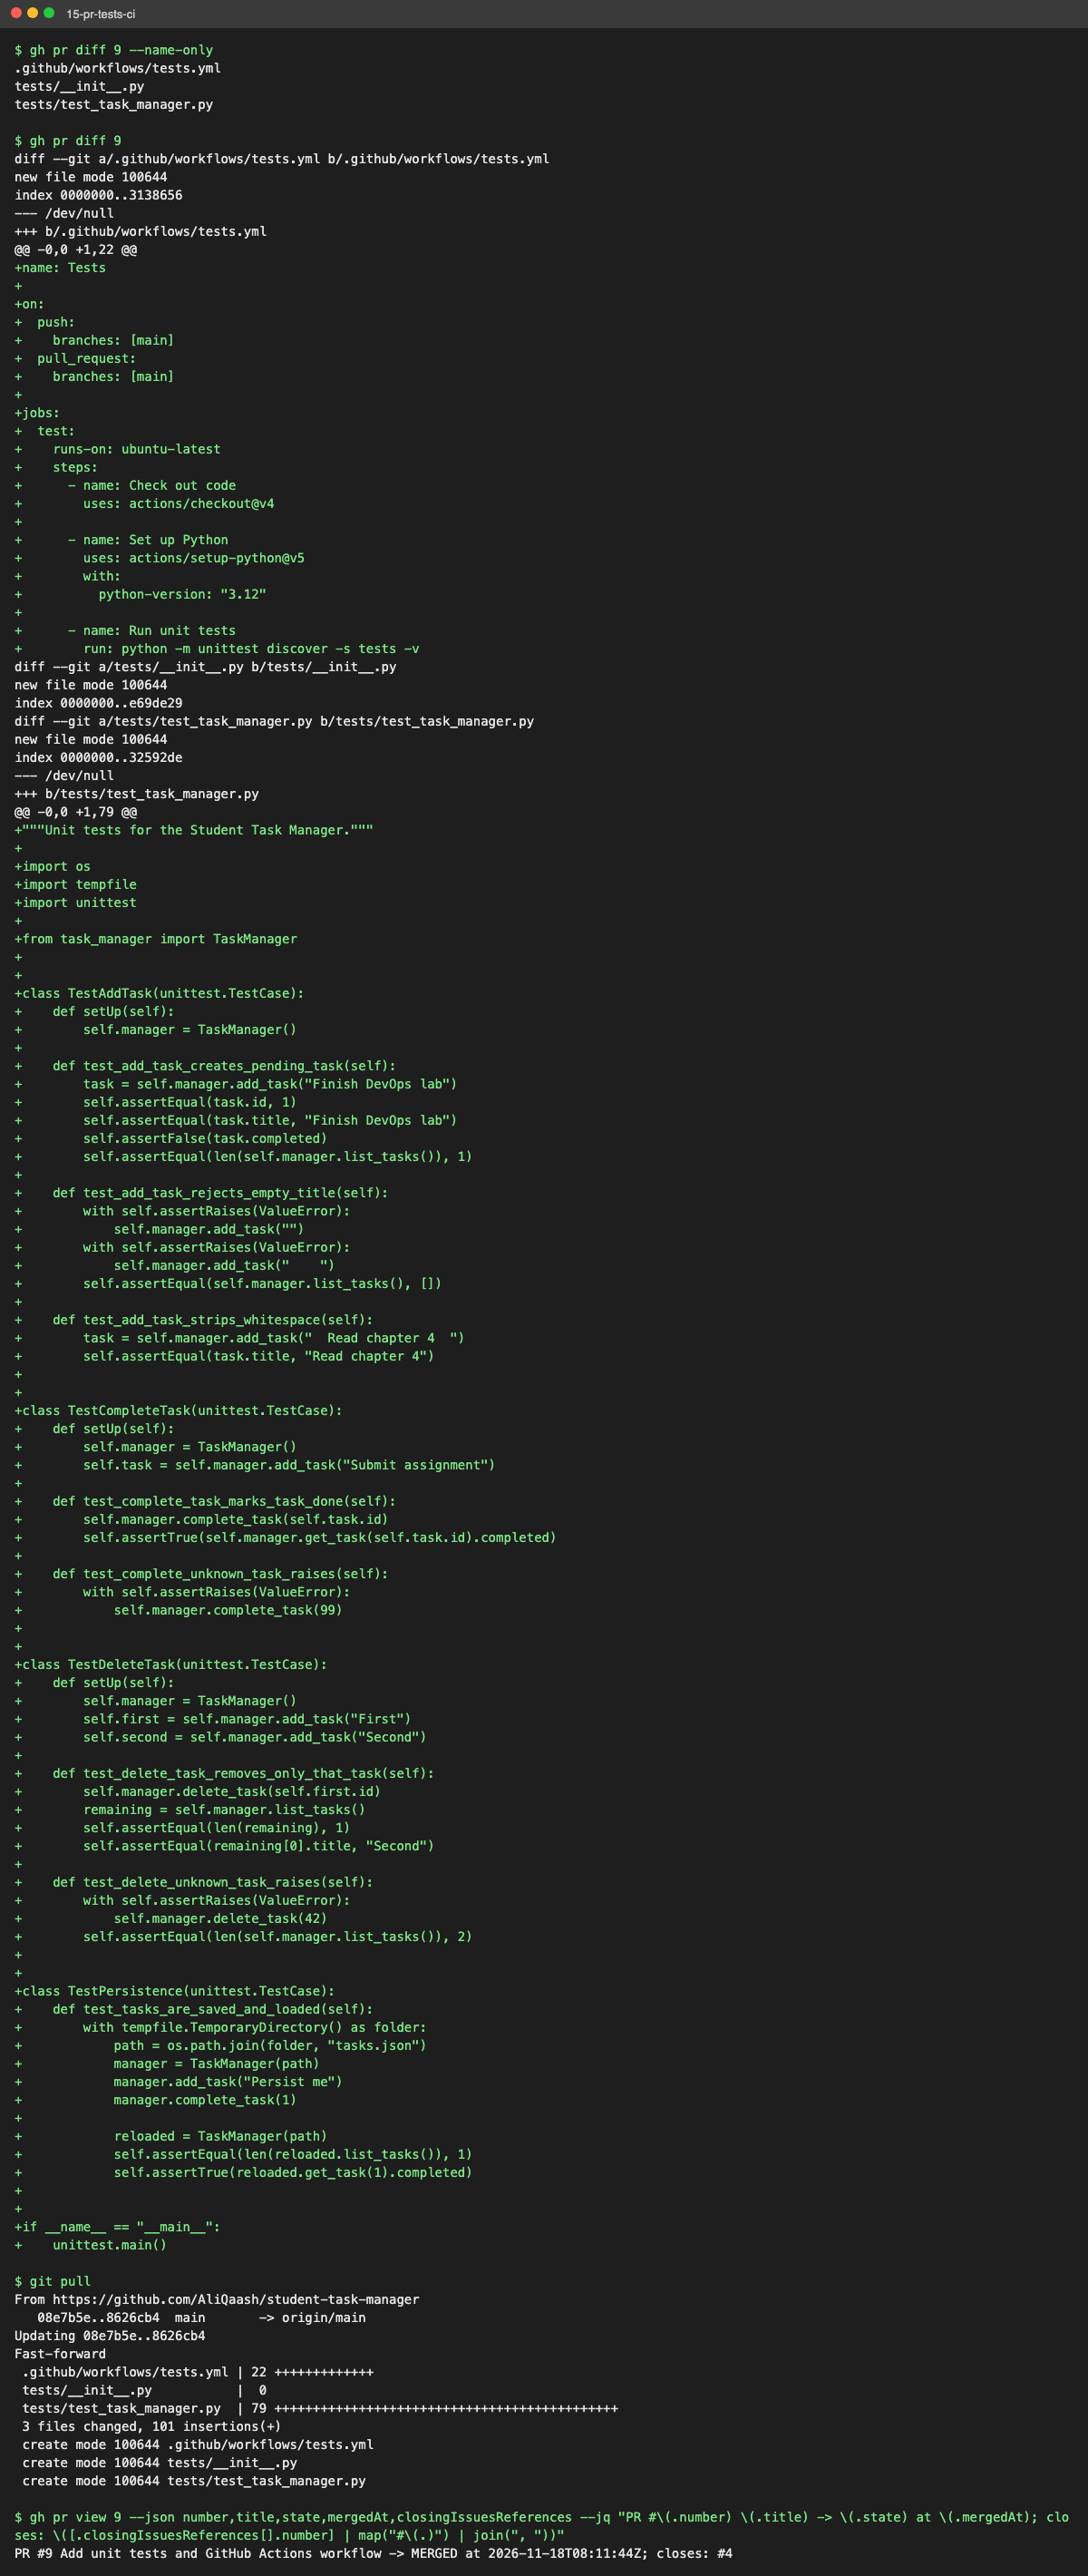 15-pr-tests-ci
$ gh pr diff 9 --name-only
.github/workflows/tests.yml
tests/__init__.py
tests/test_task_manager.py

$ gh pr diff 9
diff --git a/.github/workflows/tests.yml b/.github/workflows/tests.yml
new file mode 100644
index 0000000..3138656
--- /dev/null
+++ b/.github/workflows/tests.yml
@@ -0,0 +1,22 @@
+name: Tests
+
+on:
+  push:
+    branches: [main]
+  pull_request:
+    branches: [main]
+
+jobs:
+  test:
+    runs-on: ubuntu-latest
+    steps:
+      - name: Check out code
+        uses: actions/checkout@v4
+
+      - name: Set up Python
+        uses: actions/setup-python@v5
+        with:
+          python-version: "3.12"
+
+      - name: Run unit tests
+        run: python -m unittest discover -s tests -v
diff --git a/tests/__init__.py b/tests/__init__.py
new file mode 100644
index 0000000..e69de29
diff --git a/tests/test_task_manager.py b/tests/test_task_manager.py
new file mode 100644
index 0000000..32592de
--- /dev/null
+++ b/tests/test_task_manager.py
@@ -0,0 +1,79 @@
+"""Unit tests for the Student Task Manager."""
+
+import os
+import tempfile
+import unittest
+
+from task_manager import TaskManager
+
+
+class TestAddTask(unittest.TestCase):
+    def setUp(self):
+        self.manager = TaskManager()
+
+    def test_add_task_creates_pending_task(self):
+        task = self.manager.add_task("Finish DevOps lab")
+        self.assertEqual(task.id, 1)
+        self.assertEqual(task.title, "Finish DevOps lab")
+        self.assertFalse(task.completed)
+        self.assertEqual(len(self.manager.list_tasks()), 1)
+
+    def test_add_task_rejects_empty_title(self):
+        with self.assertRaises(ValueError):
+            self.manager.add_task("")
+        with self.assertRaises(ValueError):
+            self.manager.add_task("    ")
+        self.assertEqual(self.manager.list_tasks(), [])
+
+    def test_add_task_strips_whitespace(self):
+        task = self.manager.add_task("  Read chapter 4  ")
+        self.assertEqual(task.title, "Read chapter 4")
+
+
+class TestCompleteTask(unittest.TestCase):
+    def setUp(self):
+        self.manager = TaskManager()
+        self.task = self.manager.add_task("Submit assignment")
+
+    def test_complete_task_marks_task_done(self):
+        self.manager.complete_task(self.task.id)
+        self.assertTrue(self.manager.get_task(self.task.id).completed)
+
+    def test_complete_unknown_task_raises(self):
+        with self.assertRaises(ValueError):
+            self.manager.complete_task(99)
+
+
+class TestDeleteTask(unittest.TestCase):
+    def setUp(self):
+        self.manager = TaskManager()
+        self.first = self.manager.add_task("First")
+        self.second = self.manager.add_task("Second")
+
+    def test_delete_task_removes_only_that_task(self):
+        self.manager.delete_task(self.first.id)
+        remaining = self.manager.list_tasks()
+        self.assertEqual(len(remaining), 1)
+        self.assertEqual(remaining[0].title, "Second")
+
+    def test_delete_unknown_task_raises(self):
+        with self.assertRaises(ValueError):
+            self.manager.delete_task(42)
+        self.assertEqual(len(self.manager.list_tasks()), 2)
+
+
+class TestPersistence(unittest.TestCase):
+    def test_tasks_are_saved_and_loaded(self):
+        with tempfile.TemporaryDirectory() as folder:
+            path = os.path.join(folder, "tasks.json")
+            manager = TaskManager(path)
+            manager.add_task("Persist me")
+            manager.complete_task(1)
+
+            reloaded = TaskManager(path)
+            self.assertEqual(len(reloaded.list_tasks()), 1)
+            self.assertTrue(reloaded.get_task(1).completed)
+
+
+if __name__ == "__main__":
+    unittest.main()

$ git pull
From https://github.com/AliQaash/student-task-manager
   08e7b5e..8626cb4  main       -> origin/main
Updating 08e7b5e..8626cb4
Fast-forward
 .github/workflows/tests.yml | 22 +++++++++++++
 tests/__init__.py           |  0
 tests/test_task_manager.py  | 79 +++++++++++++++++++++++++++++++++++++++++++++
 3 files changed, 101 insertions(+)
 create mode 100644 .github/workflows/tests.yml
 create mode 100644 tests/__init__.py
 create mode 100644 tests/test_task_manager.py

$ gh pr view 9 --json number,title,state,mergedAt,closingIssuesReferences --jq "PR #\(.number) \(.title) -> \(.state) at \(.mergedAt); clo
ses: \([.closingIssuesReferences[].number] | map("#\(.)") | join(", "))"
PR #9 Add unit tests and GitHub Actions workflow -> MERGED at 2026-11-18T08:11:44Z; closes: #4